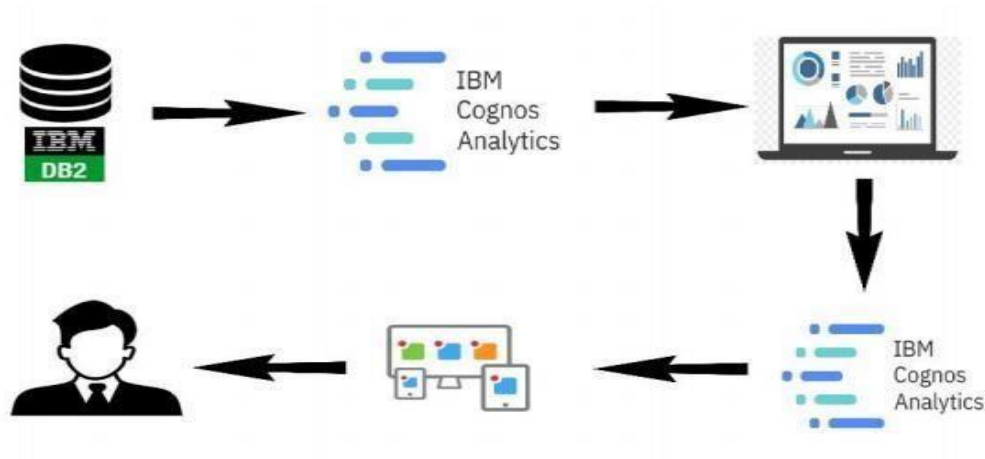 IBM
Cognos
Analytics
IBM
DB2
IBM
Cognos
Analytics